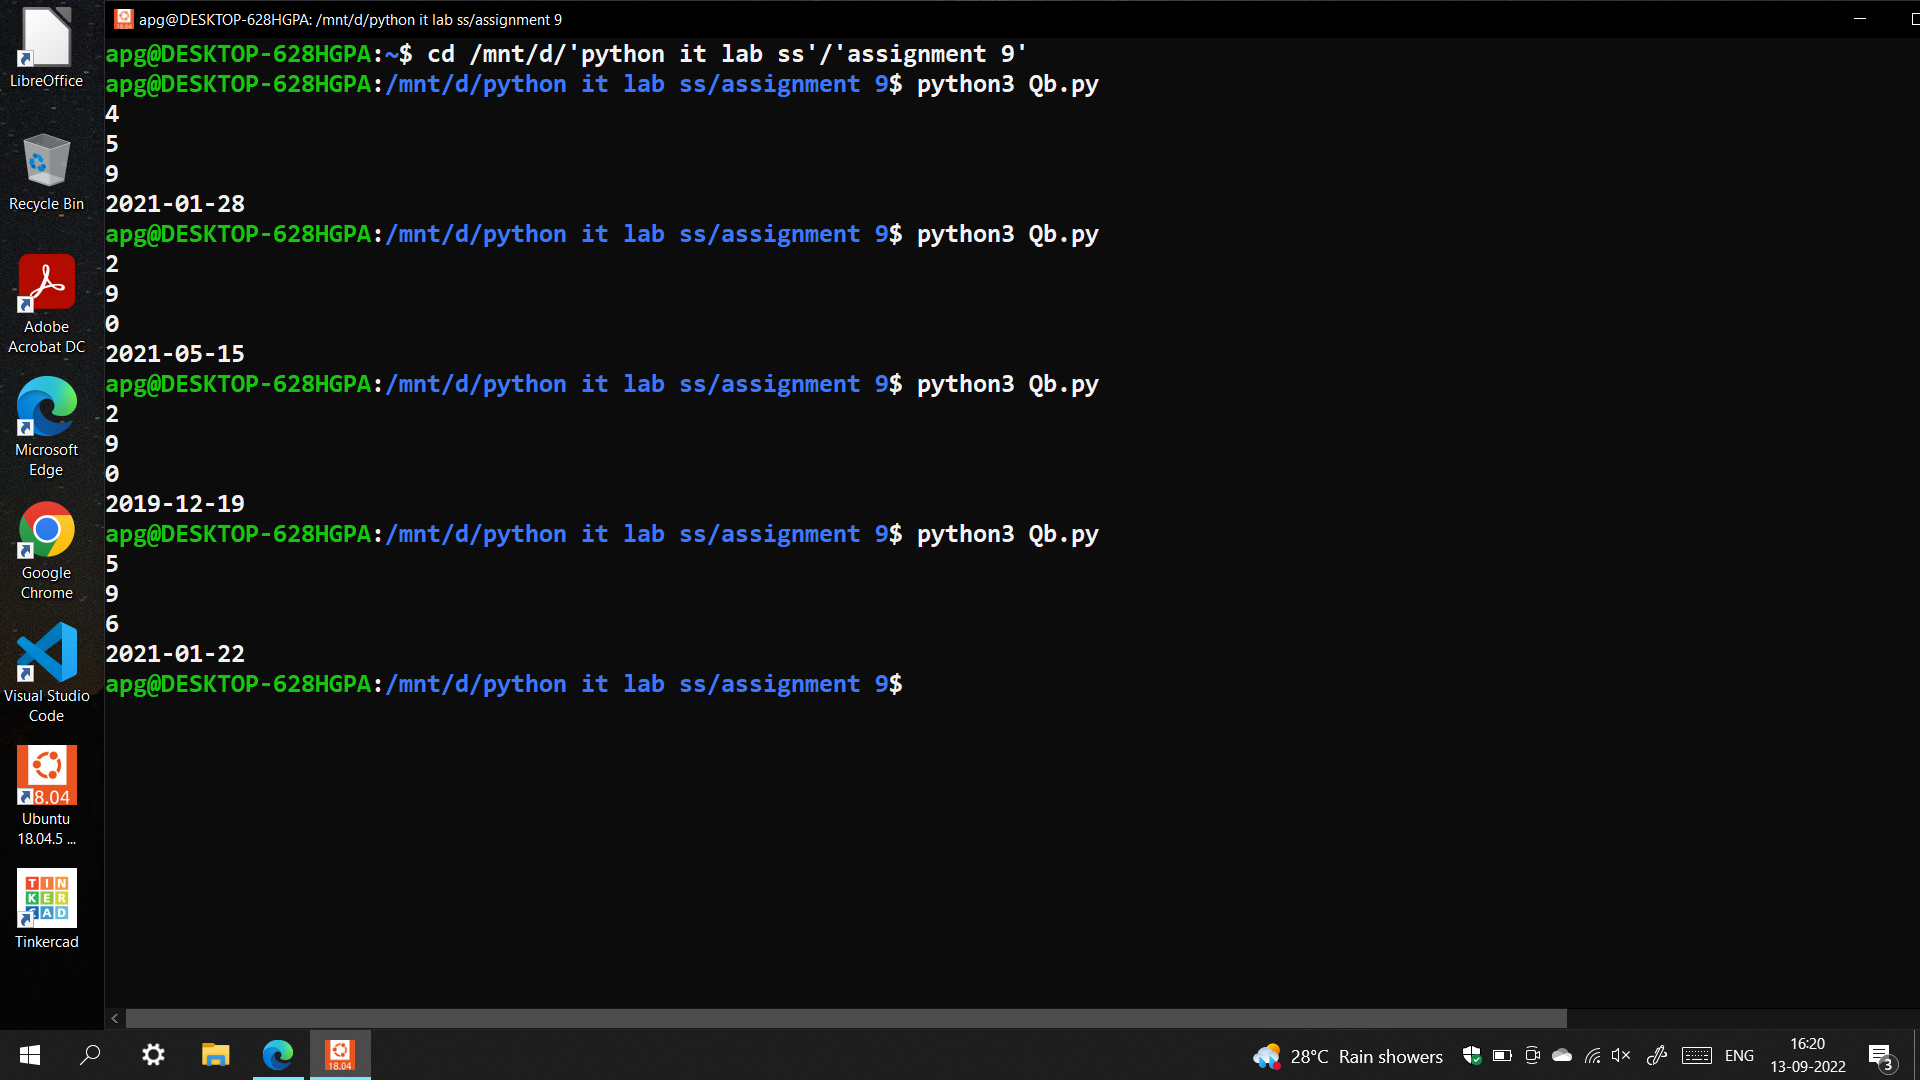 apg@DESKTOP-628HGPA: /mnt/d/python it lab ss/assignment 9
apg@DESKTOP-628HGPA:~$ cd /mnt/d/'python it lab ss'/'assignment 9'
apg@DESKTOP-628HGPA:/mnt/d/python it lab ss/assignment 9$ python3 Qb.py
4
5
9
2021-01-28
apg@DESKTOP-628HGPA:/mnt/d/python it lab ss/assignment 9$ python3 Qb.py
2
9
0
2021-05-15
apg@DESKTOP-628HGPA:/mnt/d/python it lab ss/assignment 9$ python3 Qb.py
2
9
0
2019-12-19
apg@DESKTOP-628HGPA:/mnt/d/python it lab ss/assignment 9$ python3 Qb.py
5
9
6
2021-01-22
apg@DESKTOP-628HGPA:/mnt/d/python it lab ss/assignment 9$
LibreOffice
Recycle Bin
Adobe
Acrobat DC
Microsoft
Edge
Google
Chrome
Visual Studio
Code
18.04
Ubuntu
18.04.5 ...
TIN
KER
CAD
Tinkercad
18.04
28°C Rain showers
ENG
16:20
13-09-2022
3